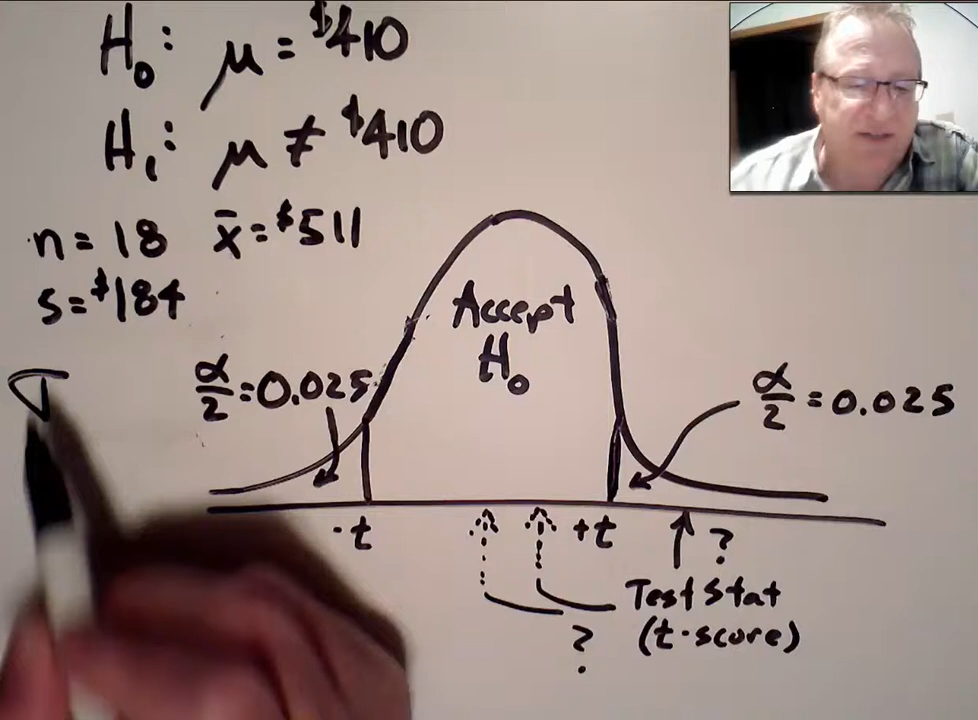 H₀: μ = $410
H₁: μ ≠ $410
n = 18 x̄ = $511
s = $184
Accept
H₀
α/2 = 0.025
α/2 = 0.025
-t
+t
?
Test Stat
(t-score)
?